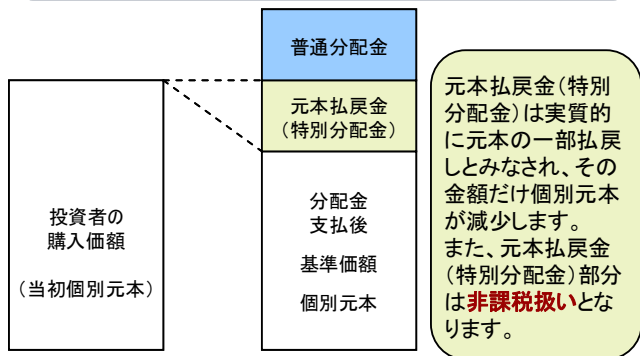 普通分配金
元本払戻金
（特別分配金）
投資者の
購入価額
（当初個別元本）
分配金
支払後
基準価額
個別元本
元本払戻金（特別
分配金）は実質的
に元本の一部払戻
しとみなされ、その
金額だけ個別元本
が減少します。
また、元本払戻金
（特別分配金）部分
は非課税扱いとな
ります。